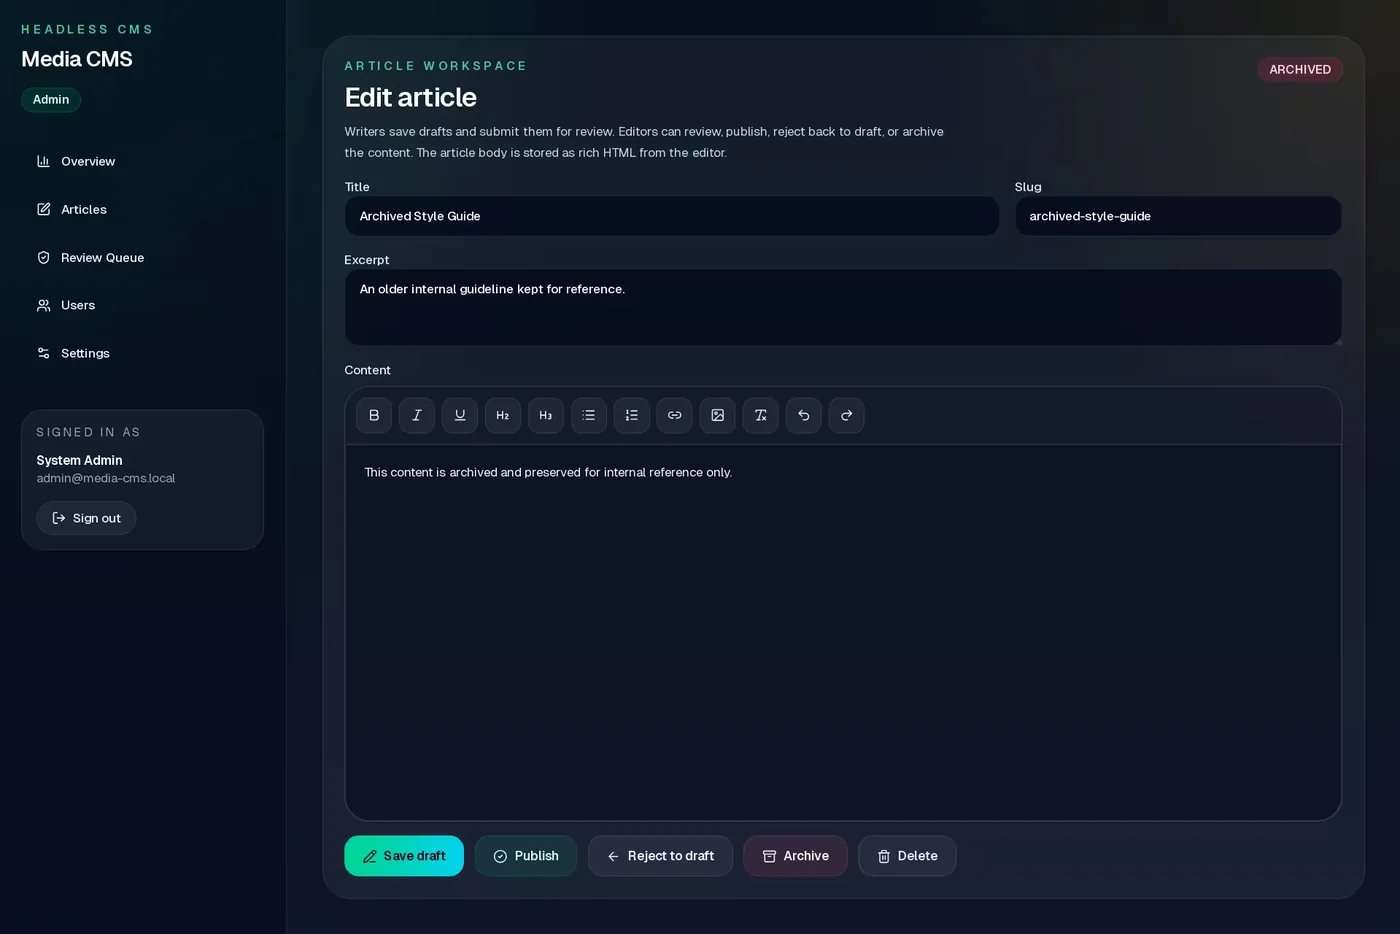 HEADLESS CMS
Media CMS
Admin
Overview
Articles
Review Queue
Users
Settings
SIGNED IN AS
System Admin
admin@media-cms.local
Sign out
ARTICLE WORKSPACE
ARCHIVED
Edit article
Writers save drafts and submit them for review. Editors can review, publish, reject back to draft, or archive
the content. The article body is stored as rich HTML from the editor.
Title
Archived Style Guide
Slug
archived-style-guide
Excerpt
An older internal guideline kept for reference.
Content
B I U H2 H3
This content is archived and preserved for internal reference only.
Save draft
Publish
Reject to draft
Archive
Delete